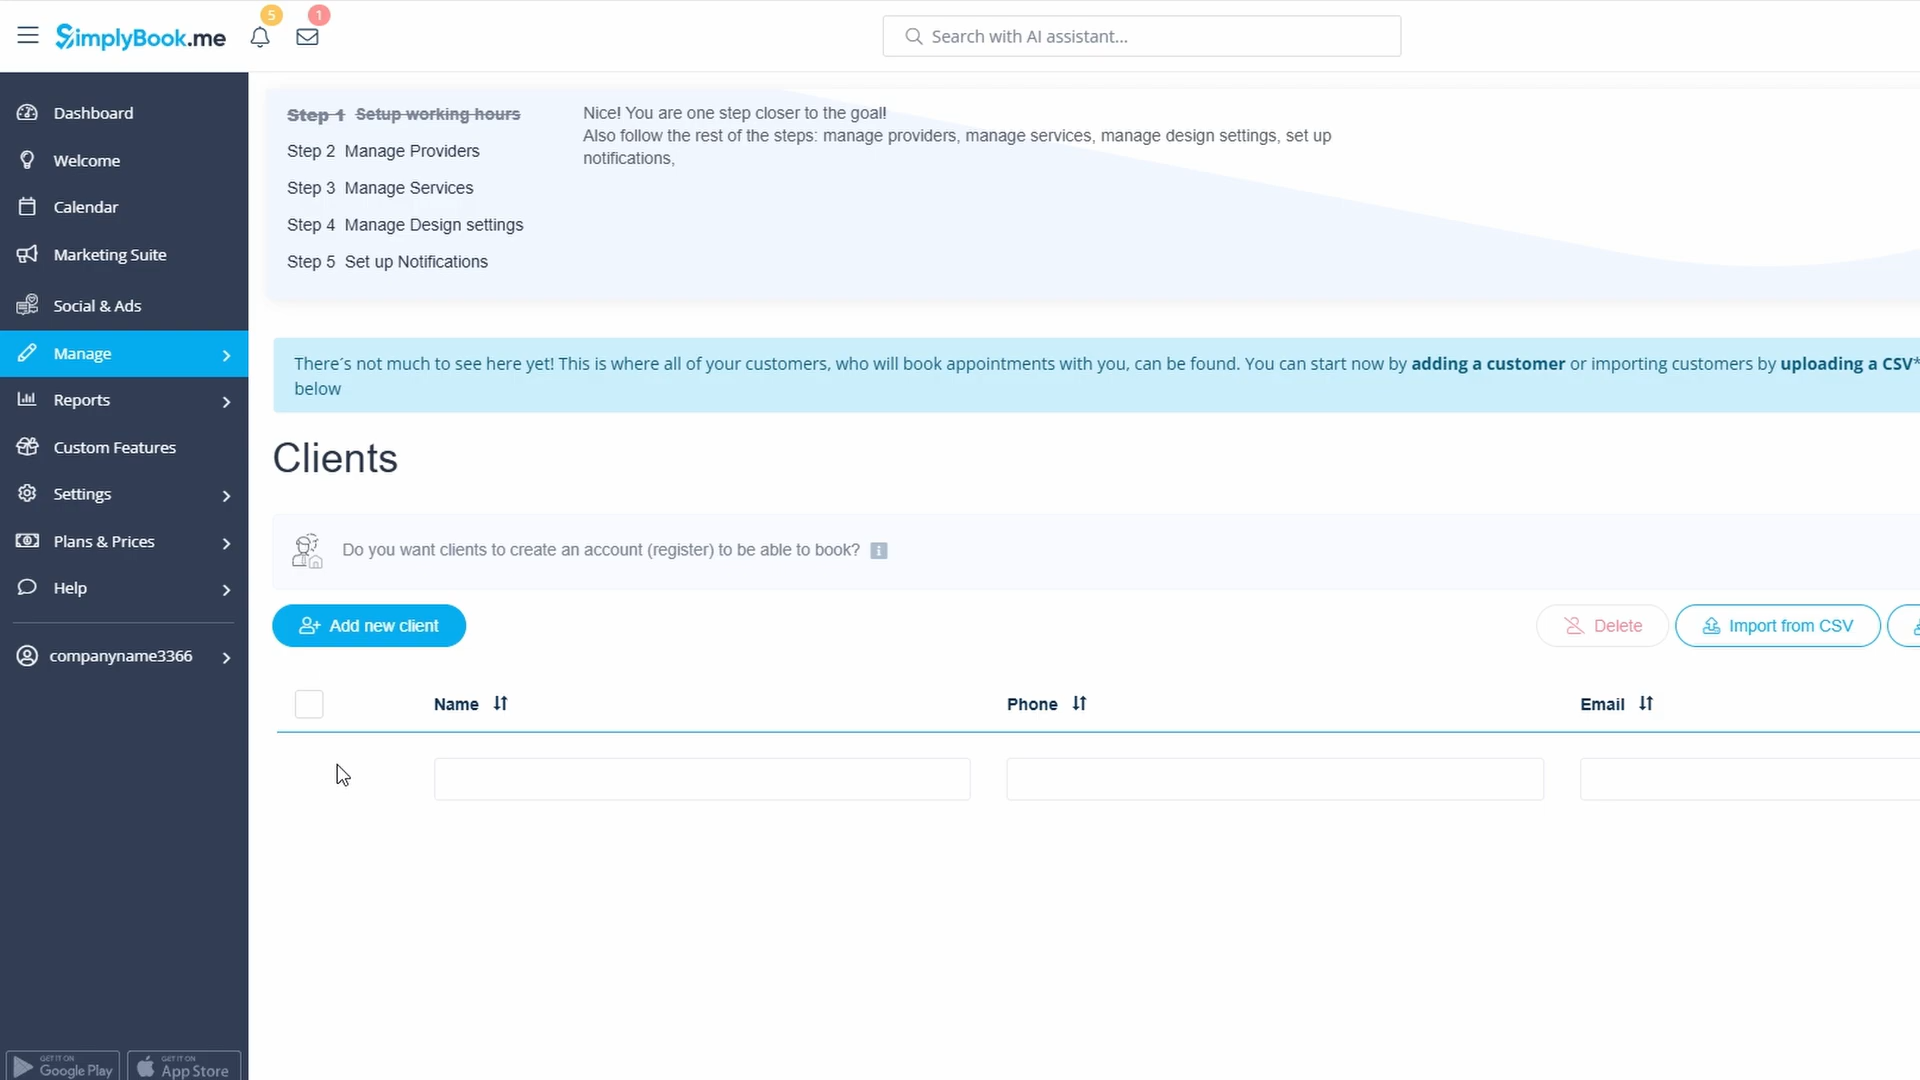 SimplyBook.me
5
1
Search with AI assistant...
Dashboard
Welcome
Calendar
Marketing Suite
Social & Ads
Manage
Reports
Custom Features
Settings
Plans & Prices
Help
companyname3366
GET IT ON
Google Play
GET IT ON
App Store
Step 1 Setup working hours
Step 2 Manage Providers
Step 3 Manage Services
Step 4 Manage Design settings
Step 5 Set up Notifications
Nice! You are one step closer to the goal!
Also follow the rest of the steps: manage providers, manage services, manage design settings, set up
notifications,
There´s not much to see here yet! This is where all of your customers, who will book appointments with you, can be found. You can start now by adding a customer or importing customers by uploading a CSV*
below
Clients
Do you want clients to create an account (register) to be able to book?
Add new client
Delete
Import from CSV
Name
Phone
Email